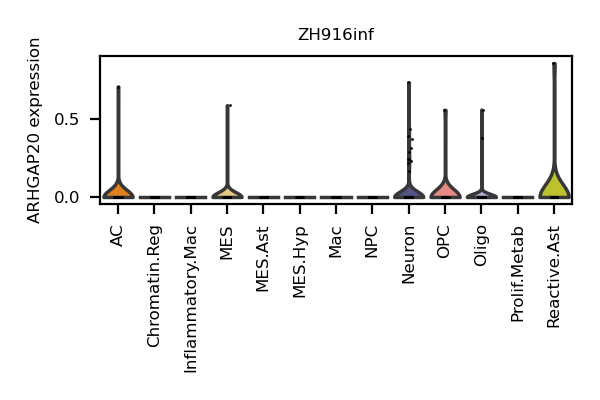 ZH916inf
ARHGAP20 expression
0.5
0.0
AC
Chromatin.Reg
Inflammatory.Mac
MES
MES.Ast
MES.Hyp
Mac
NPC
Neuron
OPC
Oligo
Prolif.Metab
Reactive.Ast